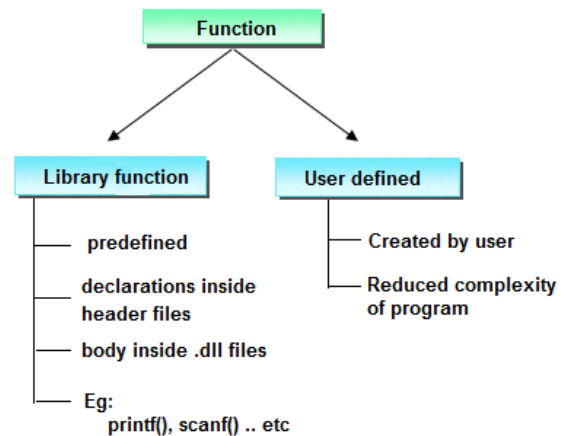 Function
Library function
predefined
declarations inside
header files
body inside .dll files
Eg:
printf(), scanf() .. etc
User defined
Created by user
Reduced complexity
of program